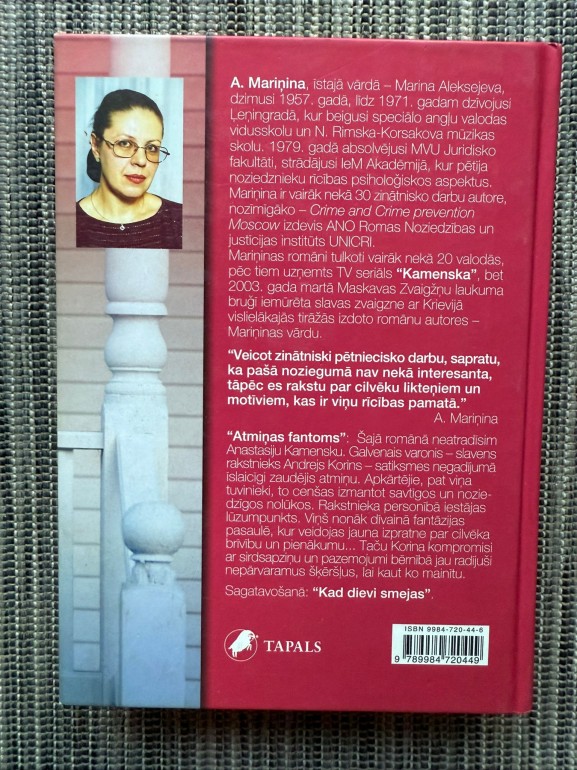 A. Mariņina, īstajā vārdā – Marina Aleksejeva,
dzimusi 1957. gadā, līdz 1971. gadam dzīvojusi
Ļeņingradā, kur beigusi speciālo angļu valodas
vidusskolu un N. Rimska-Korsakova mūzikas
skolu. 1979. gadā absolvējusi MVU Juridisko
fakultāti, strādājusi IeM Akadēmijā, kur pētīja
noziedznieku rīcības psiholoģiskos aspektus.
Mariņina ir vairāk nekā 30 zinātnisko darbu autore,
nozīmīgāko – Crime and Crime prevention
Moscow izdevis ANO Romas Noziedzības un
justīcijas institūts UNICRI.
Mariņinas romāni tulkoti vairāk nekā 20 valodās,
pēc tiem uzņemts TV seriāls “Kamenska”, bet
2003. gada martā Maskavas Zvaigžņu laukuma
bruģī iemūrēta slavas zvaigzne ar Krievijā
vislielākajās tirāžās izdoto romānu autores –
Mariņinas vārdu.
“Veicot zinātniski pētniecisko darbu, sapratu,
ka pašā noziegumā nav nekā interesanta,
tāpēc es rakstu par cilvēku likteņiem un
motīviem, kas ir viņu rīcības pamatā.”
A. Mariņina
“Atmiņas fantoms”: Šajā romānā neatradīsim
Anastasiju Kamensku. Galvenais varonis – slavens
rakstnieks Andrejs Korins – satiksmes negadījumā
īslaicīgi zaudējis atmiņu. Apkārtējie, pat viņa
tuvinieki, to cenšas izmantot savtīgos un nozie-
dzīgos nolūkos. Rakstnieka personībā iestājas
lūzumpunkts. Viņš nonāk dīvainā fantāzijas
pasaulē, kur veidojas jauna izpratne par cilvēka
brīvību un pienākumu... Taču Korina kompromisi
ar sirdsapziņu un pazemojumi bērnībā jau radījuši
nepārvaramus šķēršļus, lai kaut ko mainītu.
Sagatavošanā: “Kad dievi smejas”.
TAPALS
ISBN 9984-720-44-6
9 789984 720449